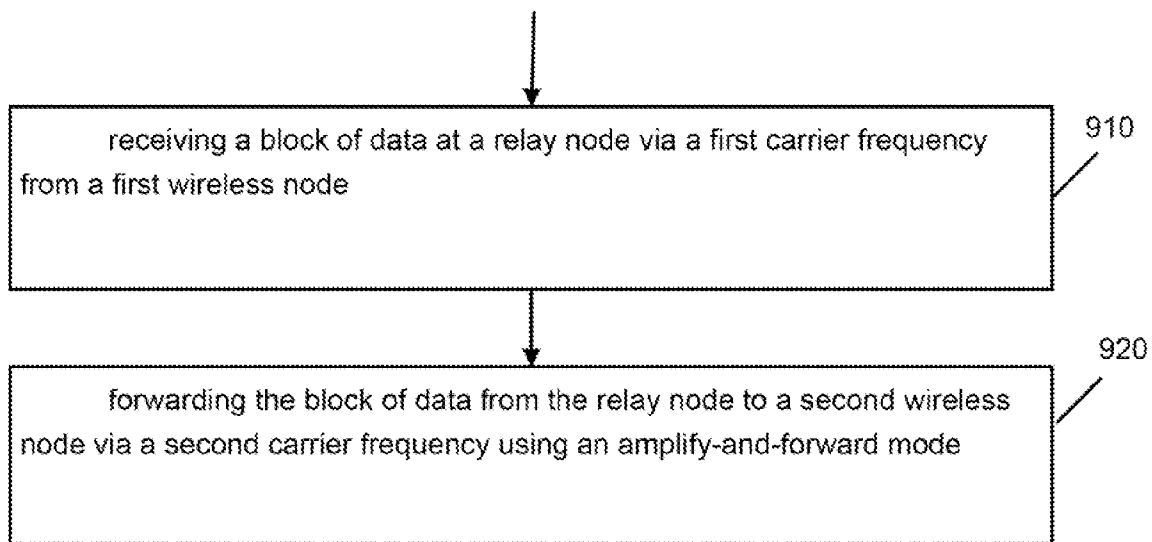 receiving a block of data at a relay node via a first carrier frequency
from a first wireless node
910
forwarding the block of data from the relay node to a second wireless
node via a second carrier frequency using an amplify-and-forward mode
920